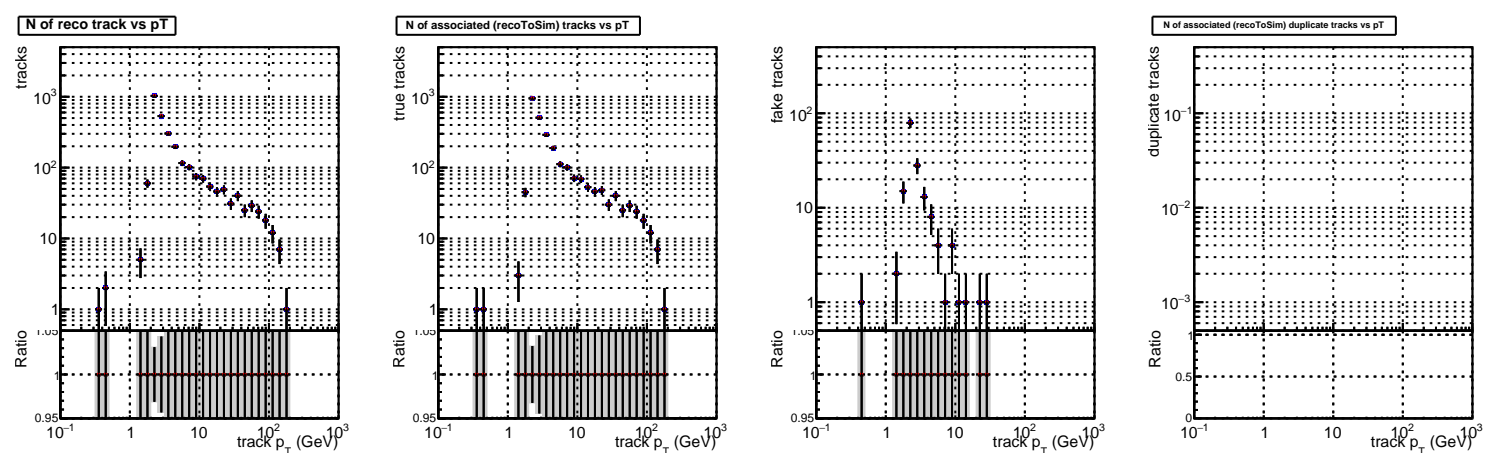 N of reco track vs pT
tracks
10³
10²
10
1
Ratio
1.05
1
0.95
10⁻¹ 1 10 10² 10³
track p_T (GeV)
N of associated (recoToSim) tracks vs pT
true tracks
10³
10²
10
1
Ratio
1.05
1
0.95
10⁻¹ 1 10 10² 10³
track p_T (GeV)
fake tracks
10²
10
1
Ratio
1.05
1
0.95
10⁻¹ 1 10 10² 10³
track p_T (GeV)
N of associated (recoToSim) duplicate tracks vs pT
duplicate tracks
10⁻¹
10⁻²
10⁻³
Ratio
1
0.5
0
10⁻¹ 1 10 10² 10³
track p_T (GeV)